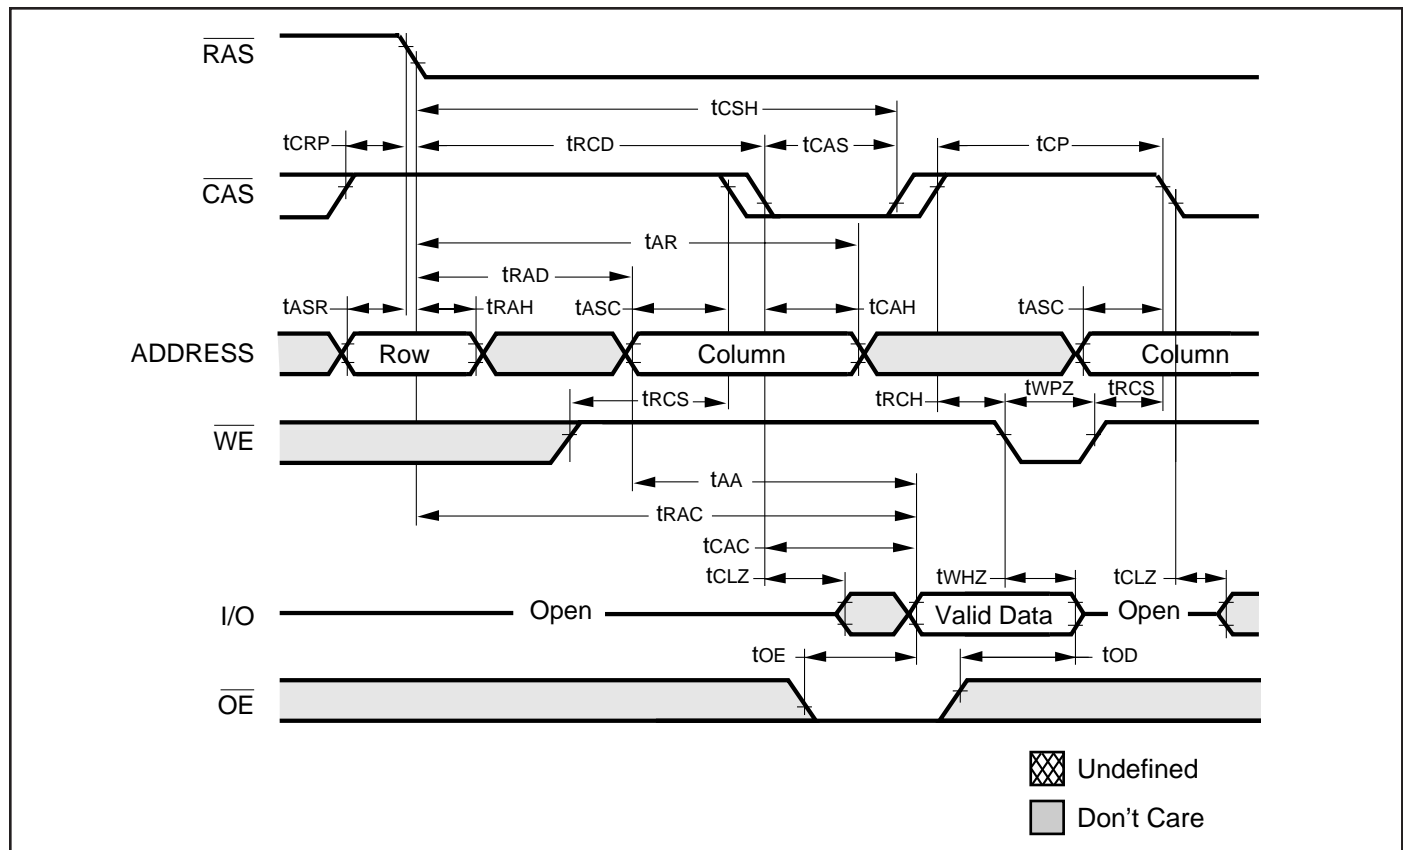 RAS
tCSH
tCRP
tRCD
tCAS
tCP
CAS
tAR
tRAD
tASR
tRAH
tASC
tCAH
tASC
ADDRESS
Row
Column
Column
tRCS
tRCH
tWPZ
tRCS
WE
tAA
tRAC
tCAC
tCLZ
tWHZ
tCLZ
I/O
Open
Valid Data
Open
tOE
tOD
OE
Undefined
Don't Care